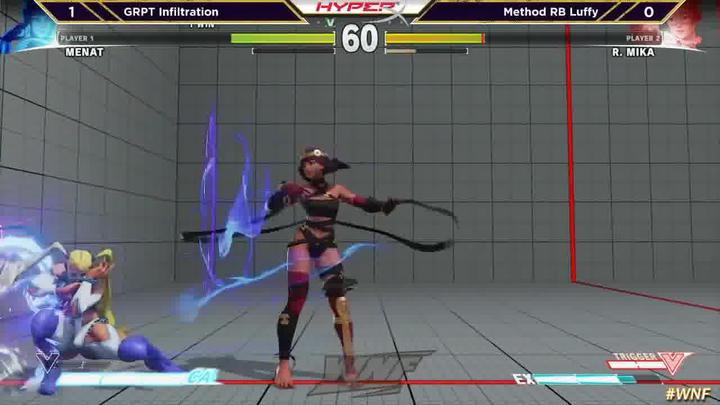 1 GRPT Infiltration HYPER Method RB Luffy 0
1 WIN
PLAYER 1 60 PLAYER 2
MENAT R. MIKA
TRIGGER
V
CA EX
#WNF